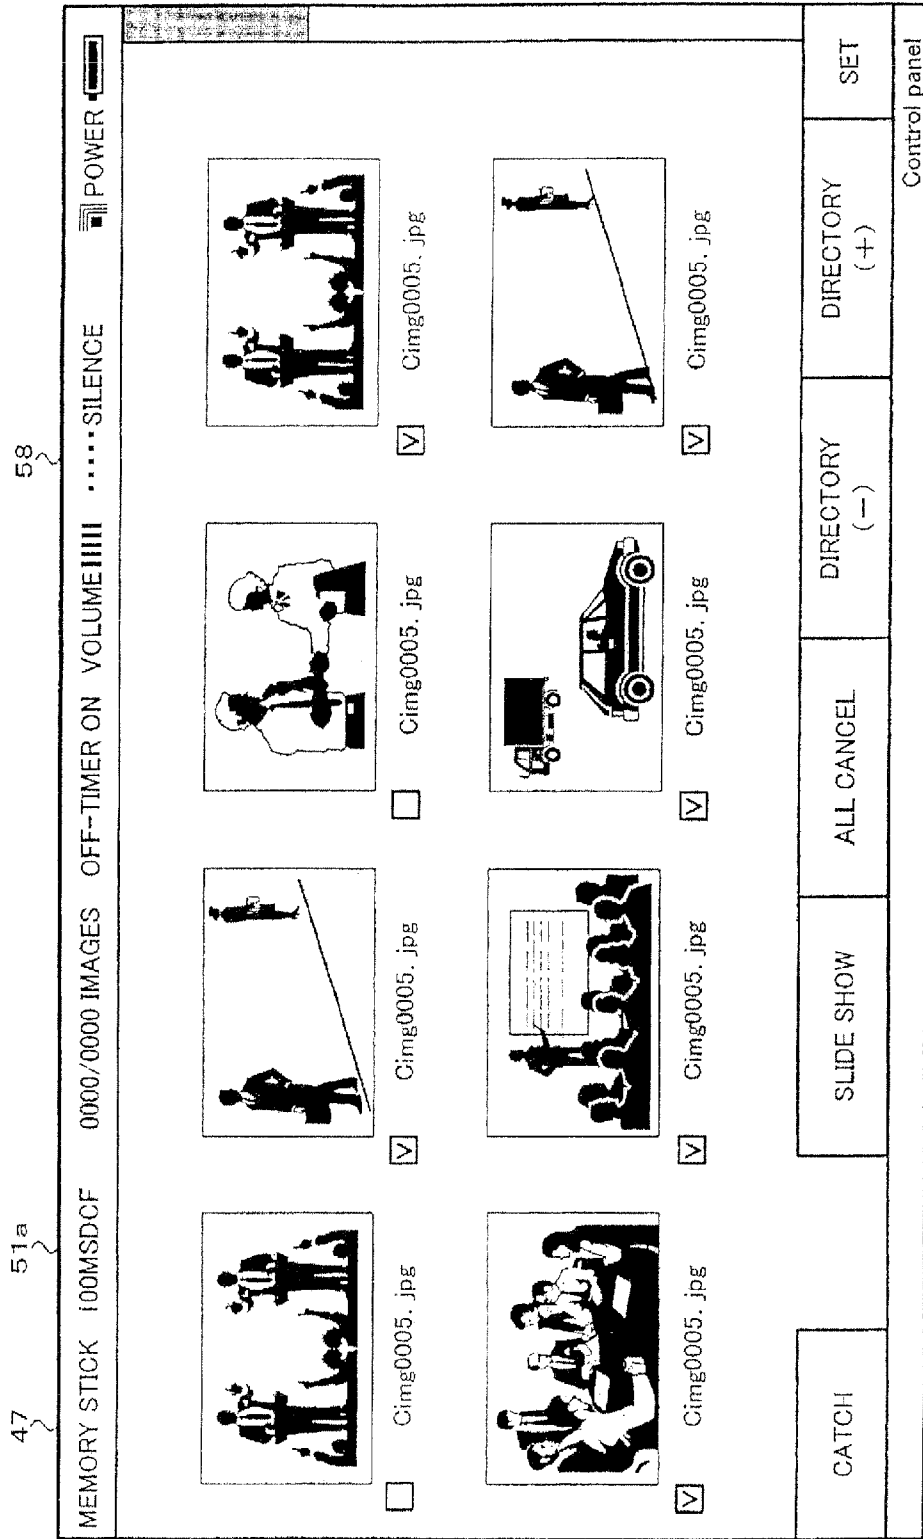 47 51a 58
MEMORY STICK 100MSDCF 0000/0000 IMAGES OFF-TIMER ON VOLUME ·····SILENCE POWER
Cimg0005. jpg
V Cimg0005. jpg
Cimg0005. jpg
V Cimg0005. jpg
V Cimg0005. jpg
V Cimg0005. jpg
V Cimg0005. jpg
V Cimg0005. jpg
CATCH
SLIDE SHOW
ALL CANCEL
DIRECTORY
(−)
DIRECTORY
(+)
SET
Control panel